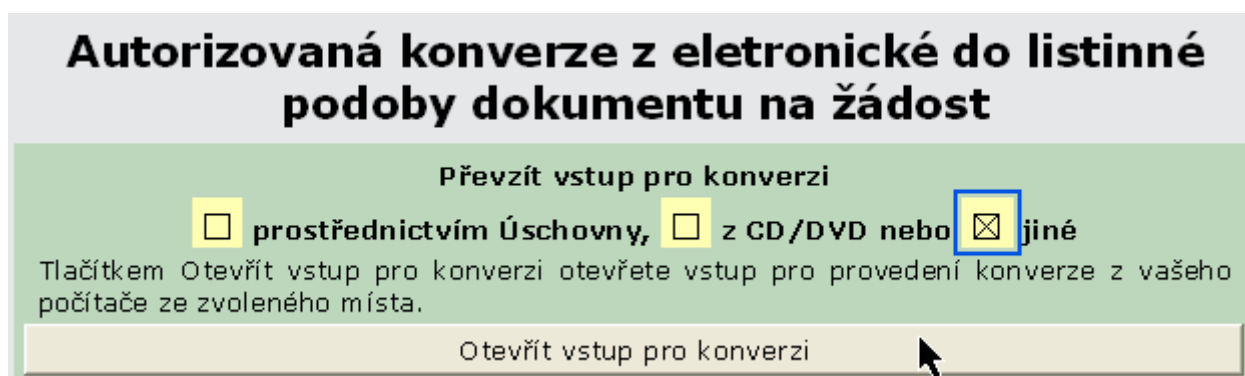 Autorizovaná konverze z eletronické do listinné
podoby dokumentu na žádost
Převzít vstup pro konverzi
prostřednictvím Úschovny, z CD/DVD nebo jiné
Tlačítkem Otevřít vstup pro konverzi otevřete vstup pro provedení konverze z vašeho
počítače ze zvoleného místa.
Otevřít vstup pro konverzi